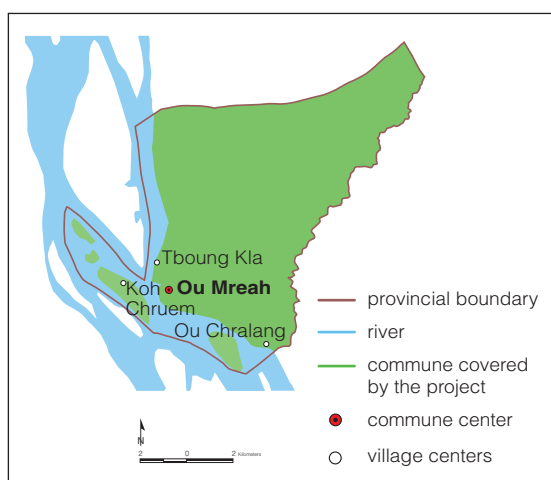 Tboung Kla
Koh
Chruem
Ou Mreah
Ou Chralang
provincial boundary
river
commune covered
by the project
commune center
village centers
N
2 0 2 Kilometers